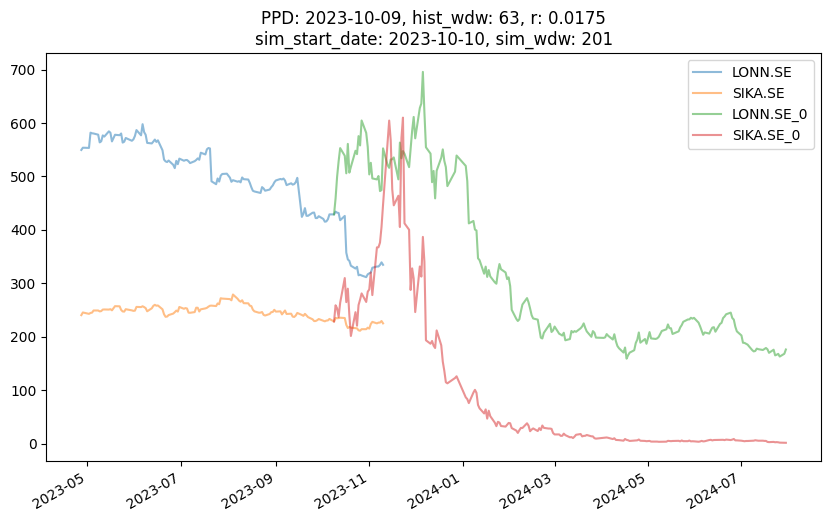 PPD: 2023-10-09, hist_wdw: 63, r: 0.0175
sim_start_date: 2023-10-10, sim_wdw: 201
LONN.SE
SIKA.SE
LONN.SE_0
SIKA.SE_0
700
600
500
400
300
200
100
0
2023-05
2023-07
2023-09
2023-11
2024-01
2024-03
2024-05
2024-07